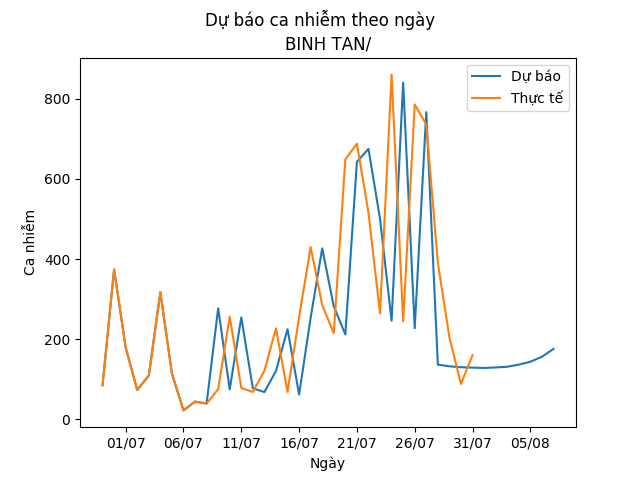 Dự báo ca nhiễm theo ngày
BINH TAN/
Dự báo
Thực tế
Ca nhiễm
800
600
400
200
0
01/07 06/07 11/07 16/07 21/07 26/07 31/07 05/08
Ngày